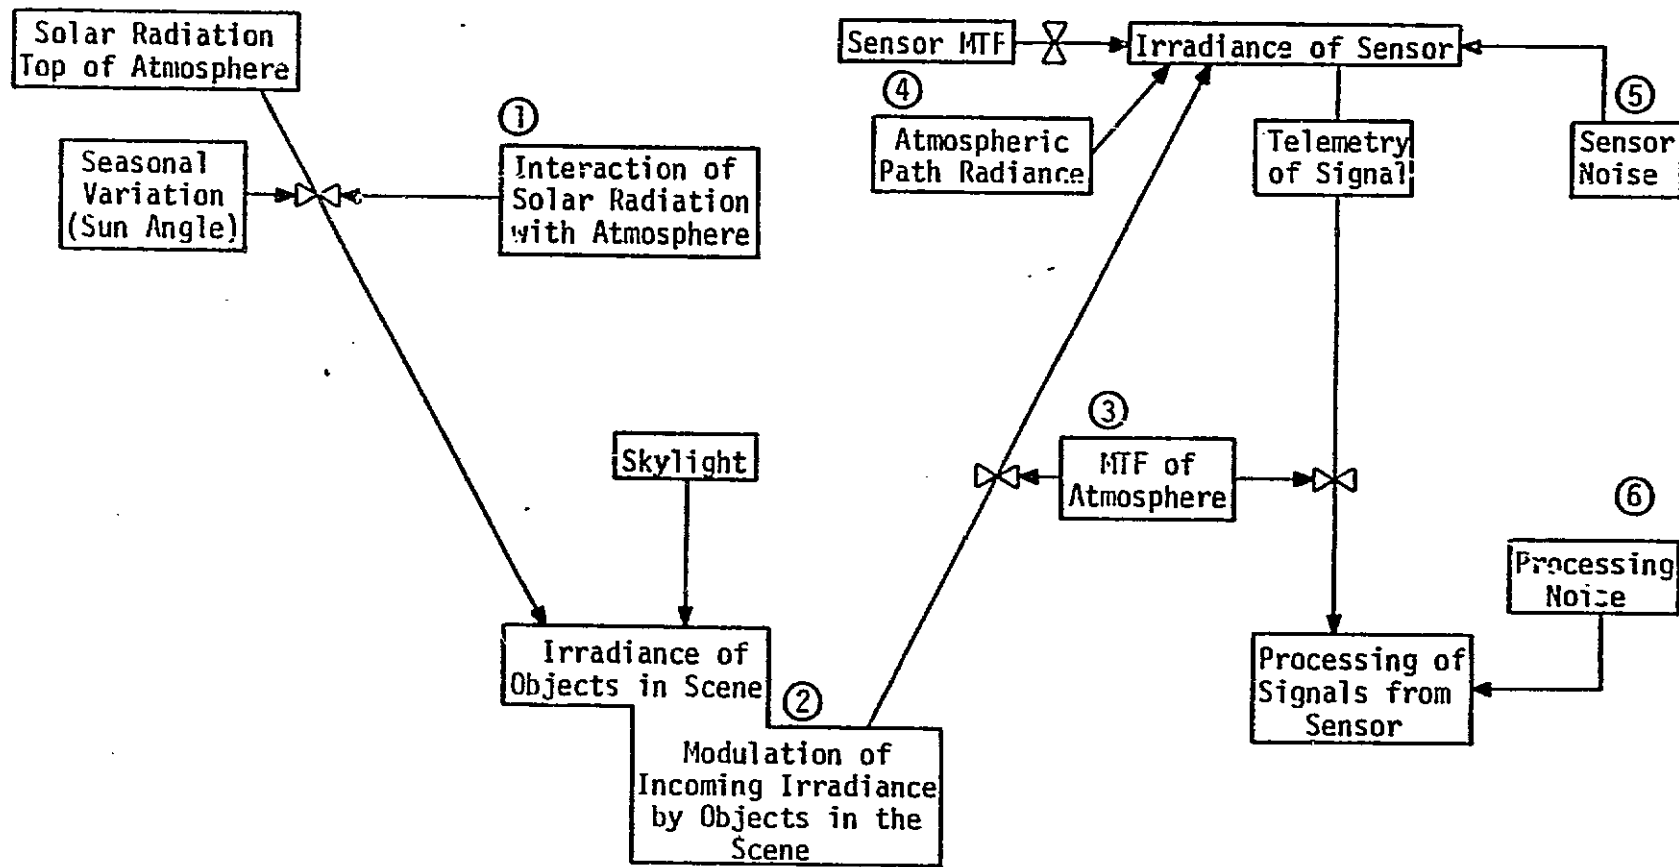 Solar Radiation
Top of Atmosphere
Seasonal
Variation
(Sun Angle)
①
Interaction of
Solar Radiation
with Atmosphere
Skylight
Irradiance of
Objects in Scene
②
Modulation of
Incoming Irradiance
by Objects in the
Scene
Sensor MTF
Irradiance of Sensor
④
Atmospheric
Path Radiance
Telemetry
of Signal
⑤
Sensor
Noise
③
MTF of
Atmosphere
⑥
Processing
Noise
Processing of
Signals from
Sensor